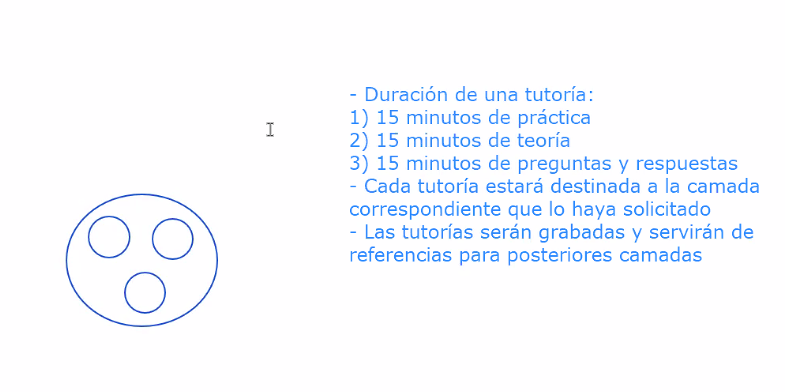 - Duración de una tutoría:
1) 15 minutos de práctica
2) 15 minutos de teoría
3) 15 minutos de preguntas y respuestas
- Cada tutoría estará destinada a la camada
correspondiente que lo haya solicitado
- Las tutorías serán grabadas y servirán de
referencias para posteriores camadas